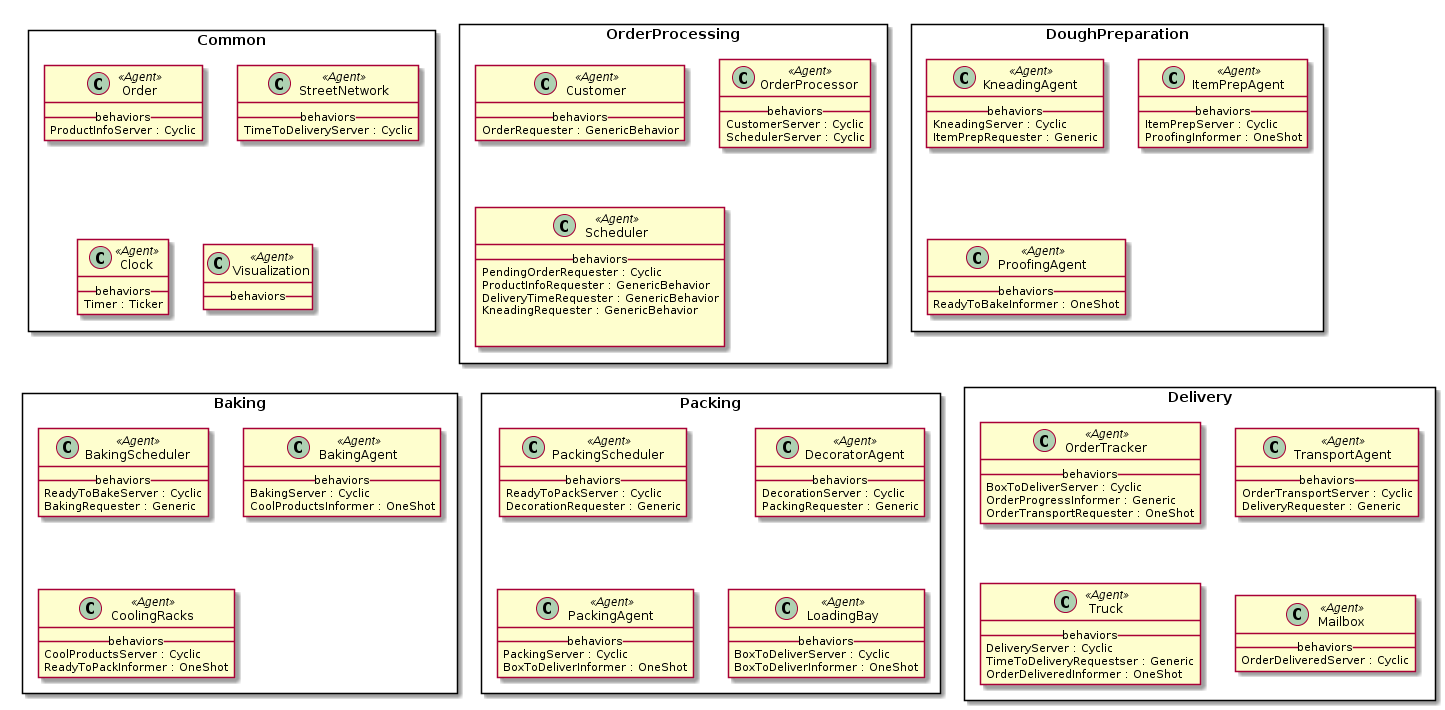 Common
C «Agent»
Order
behaviors
ProductInfoServer : Cyclic
C «Agent»
StreetNetwork
behaviors
TimeToDeliveryServer : Cyclic
C «Agent»
Clock
behaviors
Timer : Ticker
C «Agent»
Visualization
behaviors
OrderProcessing
C «Agent»
Customer
behaviors
OrderRequester : GenericBehavior
C «Agent»
OrderProcessor
behaviors
CustomerServer : Cyclic
SchedulerServer : Cyclic
C «Agent»
Scheduler
behaviors
PendingOrderRequester : Cyclic
ProductInfoRequester : GenericBehavior
DeliveryTimeRequester : GenericBehavior
KneadingRequester : GenericBehavior
DoughPreparation
C «Agent»
KneadingAgent
behaviors
KneadingServer : Cyclic
ItemPrepRequester : Generic
C «Agent»
ItemPrepAgent
behaviors
ItemPrepServer : Cyclic
ProofingInformer : OneShot
C «Agent»
ProofingAgent
behaviors
ReadyToBakeInformer : OneShot
Baking
C «Agent»
BakingScheduler
behaviors
ReadyToBakeServer : Cyclic
BakingRequester : Generic
C «Agent»
BakingAgent
behaviors
BakingServer : Cyclic
CoolProductsInformer : OneShot
C «Agent»
CoolingRacks
behaviors
CoolProductsServer : Cyclic
ReadyToPackInformer : OneShot
Packing
C «Agent»
PackingScheduler
behaviors
ReadyToPackServer : Cyclic
DecorationRequester : Generic
C «Agent»
DecoratorAgent
behaviors
DecorationServer : Cyclic
PackingRequester : Generic
C «Agent»
PackingAgent
behaviors
PackingServer : Cyclic
BoxToDeliverInformer : OneShot
C «Agent»
LoadingBay
behaviors
BoxToDeliverServer : Cyclic
BoxToDeliverInformer : OneShot
Delivery
C «Agent»
OrderTracker
behaviors
BoxToDeliverServer : Cyclic
OrderProgressInformer : Generic
OrderTransportRequester : OneShot
C «Agent»
TransportAgent
behaviors
OrderTransportServer : Cyclic
DeliveryRequester : Generic
C «Agent»
Truck
behaviors
DeliveryServer : Cyclic
TimeToDeliveryRequestser : Generic
OrderDeliveredInformer : OneShot
C «Agent»
Mailbox
behaviors
OrderDeliveredServer : Cyclic